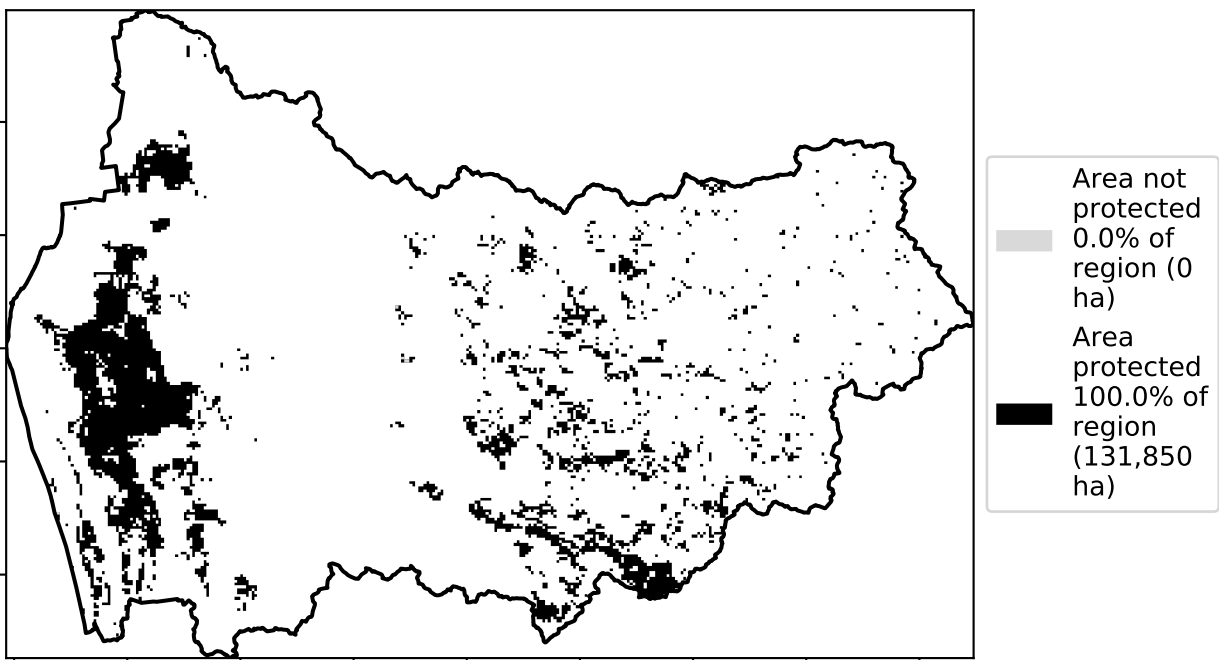 Area not
protected
0.0% of
region (0
ha)
Area
protected
100.0% of
region
(131,850
ha)